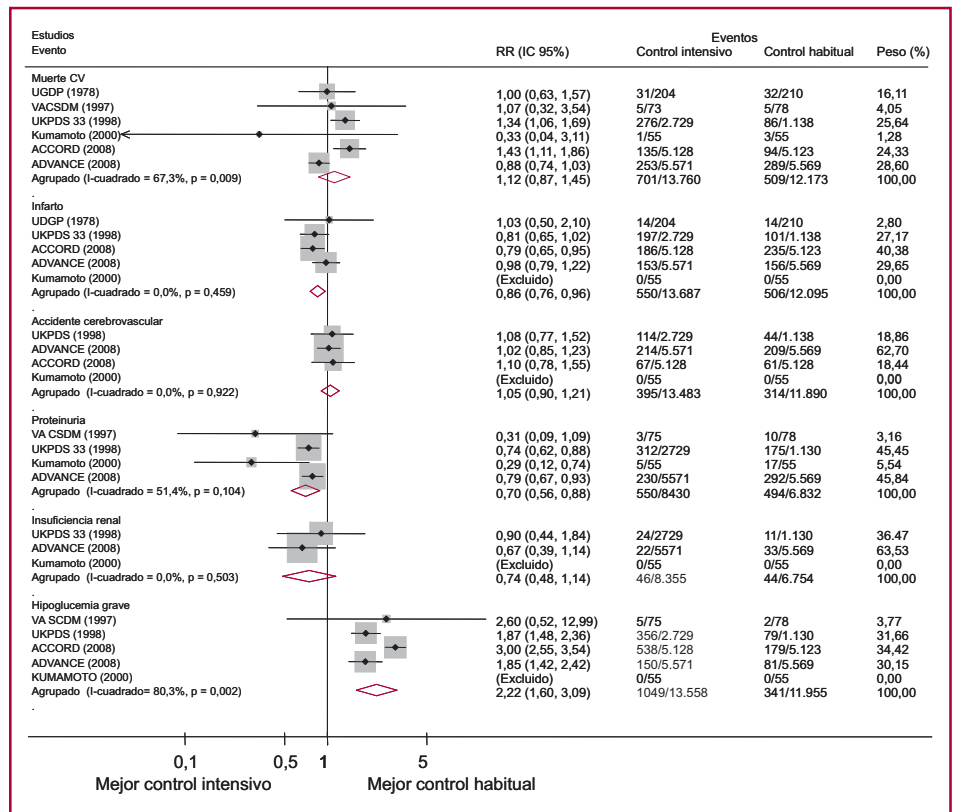 Estudios
Evento RR (IC 95%) Eventos Control intensivo Control habitual Peso (%)
Muerte CV
UGDP (1978) 1,00 (0,63, 1,57) 31/204 32/210 16,11
VACSDM (1997) 1,07 (0,32, 3,54) 5/73 5/78 4,05
UKPDS 33 (1998) 1,34 (1,06, 1,69) 276/2.729 86/1.138 25,64
Kumamoto (2000) 0,33 (0,04, 3,11) 1/55 3/55 1,28
ACCORD (2008) 1,43 (1,11, 1,86) 135/5.128 94/5.123 24,33
ADVANCE (2008) 0,88 (0,74, 1,03) 253/5.571 289/5.569 28,60
Agrupado (I-cuadrado = 67,3%, p = 0,009) 1,12 (0,87, 1,45) 701/13.760 509/12.173 100,00
.
Infarto
UDGP (1978) 1,03 (0,50, 2,10) 14/204 14/210 2,80
UKPDS 33 (1998) 0,81 (0,65, 1,02) 197/2.729 101/1.138 27,17
ACCORD (2008) 0,79 (0,65, 0,95) 186/5.128 235/5.123 40,38
ADVANCE (2008) 0,98 (0,79, 1,22) 153/5.571 156/5.569 29,65
Kumamoto (2000) (Excluido) 0/55 0/55 0,00
Agrupado (I-cuadrado = 0,0%, p = 0,459) 0,86 (0,76, 0,96) 550/13.687 506/12.095 100,00
.
Accidente cerebrovascular
UKPDS (1998) 1,08 (0,77, 1,52) 114/2.729 44/1.138 18,86
ADVANCE (2008) 1,02 (0,85, 1,23) 214/5.571 209/5.569 62,70
ACCORD (2008) 1,10 (0,78, 1,55) 67/5.128 61/5.128 18,44
Kumamoto (2000) (Excluido) 0/55 0/55 0,00
Agrupado (I-cuadrado = 0,0%, p = 0,922) 1,05 (0,90, 1,21) 395/13.483 314/11.890 100,00
.
Proteinuria
VA CSDM (1997) 0,31 (0,09, 1,09) 3/75 10/78 3,16
UKPDS 33 (1998) 0,74 (0,62, 0,88) 312/2729 175/1.130 45,45
Kumamoto (2000) 0,29 (0,12, 0,74) 5/55 17/55 5,54
ADVANCE (2008) 0,79 (0,67, 0,93) 230/5571 292/5.569 45,84
Agrupado (I-cuadrado = 51,4%, p = 0,104) 0,70 (0,56, 0,88) 550/8430 494/6.832 100,00
.
Insuficiencia renal
UKPDS 33 (1998) 0,90 (0,44, 1,84) 24/2729 11/1.130 36.47
ADVANCE (2008) 0,67 (0,39, 1,14) 22/5571 33/5.569 63,53
Kumamoto (2000) (Excluido) 0/55 0/55 0,00
Agrupado (I-cuadrado = 0,0%, p = 0,503) 0,74 (0,48, 1,14) 46/8.355 44/6.754 100,00
.
Hipoglucemia grave
VA SCDM (1997) 2,60 (0,52, 12,99) 5/75 2/78 3,77
UKPDS (1998) 1,87 (1,48, 2,36) 356/2.729 79/1.130 31,66
ACCORD (2008) 3,00 (2,55, 3,54) 538/5.128 179/5.123 34,42
ADVANCE (2008) 1,85 (1,42, 2,42) 150/5.571 81/5.569 30,15
KUMAMOTO (2000) (Excluido) 0/55 0/55 0,00
Agrupado (I-cuadrado= 80,3%, p = 0,002) 2,22 (1,60, 3,09) 1049/13.558 341/11.955 100,00
.
0,1 0,5 1 5
Mejor control intensivo Mejor control habitual